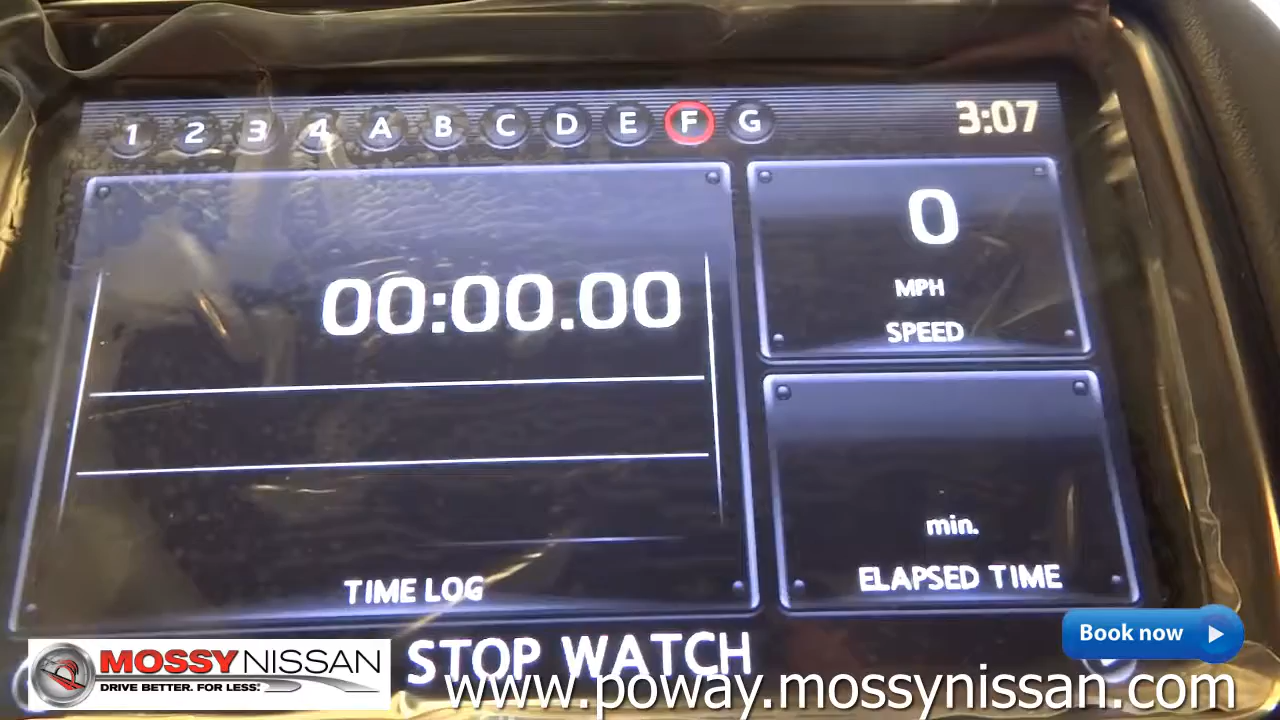 1 2 3 4 A B C D E F G
3:07
00:00.00
TIME LOG
0
MPH
SPEED
min.
ELAPSED TIME
Book now
STOP WATCH
MOSSY NISSAN
DRIVE BETTER. FOR LESS!
www.poway.mossynissan.com